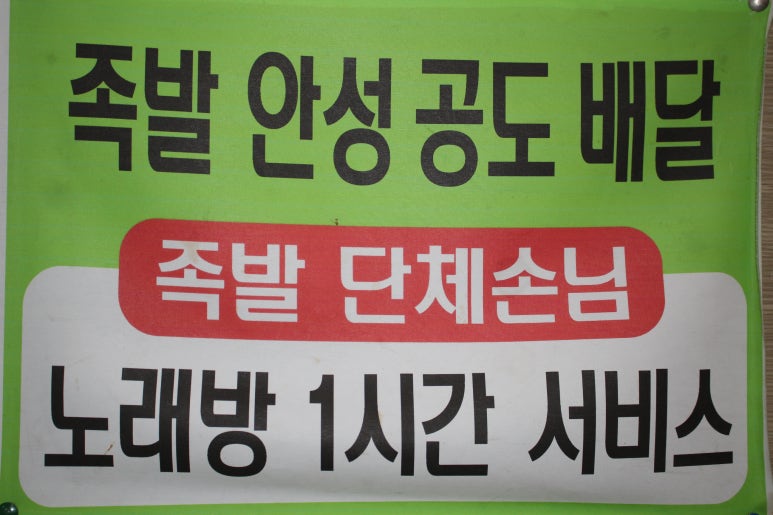 족발 안성 공도 배달
족발 단체손님
노래방 1시간 서비스